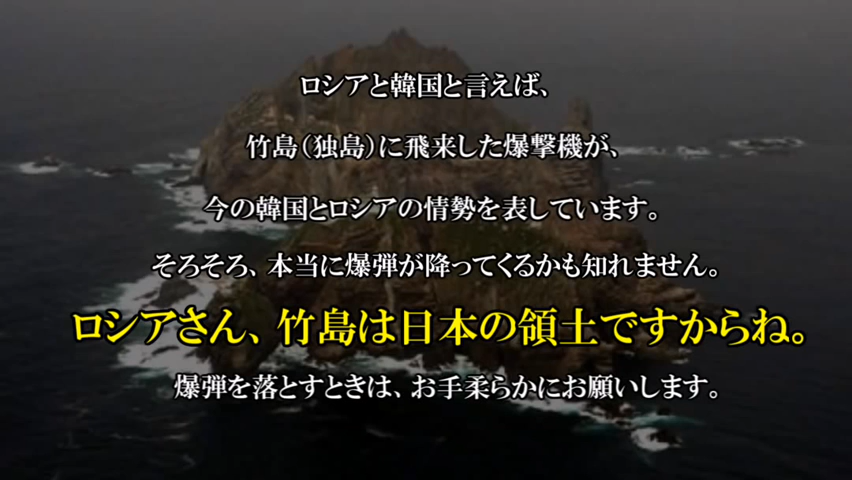 ロシアと韓国と言えば、
竹島（独島）に飛来した爆撃機が、
今の韓国とロシアの情勢を表しています。
そろそろ、本当に爆弾が降ってくるかも知れません。
ロシアさん、竹島は日本の領土ですからね。
爆弾を落とすときは、お手柔らかにお願いします。